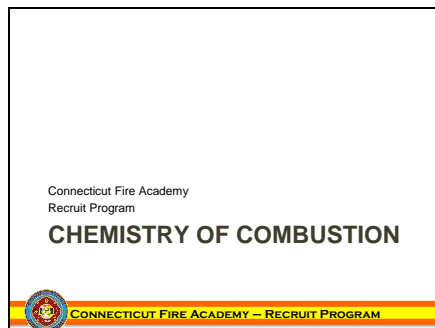 Connecticut Fire Academy
Recruit Program
CHEMISTRY OF COMBUSTION
CONNECTICUT FIRE ACADEMY – RECRUIT PROGRAM